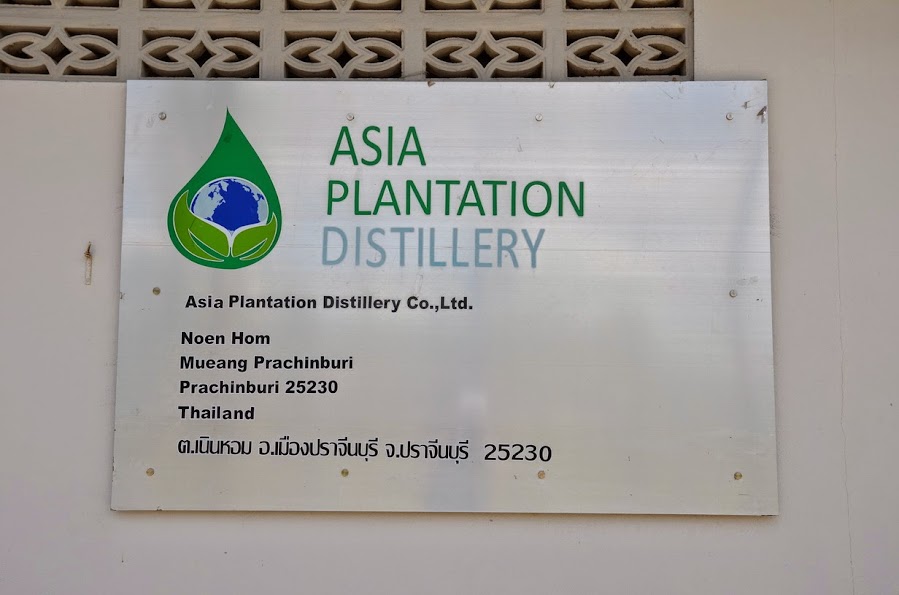 ASIA
PLANTATION
DISTILLERY
Asia Plantation Distillery Co.,Ltd.
Noen Hom
Mueang Prachinburi
Prachinburi 25230
Thailand
ต.เนินหอม อ.เมืองปราจีนบุรี จ.ปราจีนบุรี 25230